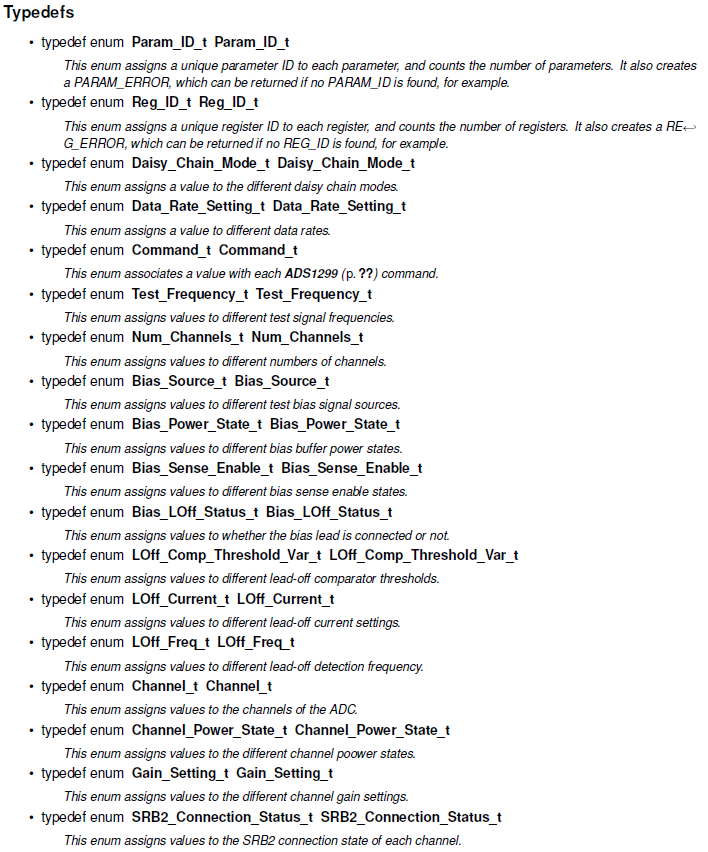 Typedefs
• typedef enum Param_ID_t Param_ID_t
This enum assigns a unique parameter ID to each parameter, and counts the number of parameters. It also creates
a PARAM_ERROR, which can be returned if no PARAM_ID is found, for example.
• typedef enum Reg_ID_t Reg_ID_t
This enum assigns a unique register ID to each register, and counts the number of registers. It also creates a RE↩
G_ERROR, which can be returned if no REG_ID is found, for example.
• typedef enum Daisy_Chain_Mode_t Daisy_Chain_Mode_t
This enum assigns a value to the different daisy chain modes.
• typedef enum Data_Rate_Setting_t Data_Rate_Setting_t
This enum assigns a value to different data rates.
• typedef enum Command_t Command_t
This enum associates a value with each ADS1299 (p. ??) command.
• typedef enum Test_Frequency_t Test_Frequency_t
This enum assigns values to different test signal frequencies.
• typedef enum Num_Channels_t Num_Channels_t
This enum assigns values to different numbers of channels.
• typedef enum Bias_Source_t Bias_Source_t
This enum assigns values to different test bias signal sources.
• typedef enum Bias_Power_State_t Bias_Power_State_t
This enum assigns values to different bias buffer power states.
• typedef enum Bias_Sense_Enable_t Bias_Sense_Enable_t
This enum assigns values to different bias sense enable states.
• typedef enum Bias_LOff_Status_t Bias_LOff_Status_t
This enum assigns values to whether the bias lead is connected or not.
• typedef enum LOff_Comp_Threshold_Var_t LOff_Comp_Threshold_Var_t
This enum assigns values to different lead-off comparator thresholds.
• typedef enum LOff_Current_t LOff_Current_t
This enum assigns values to different lead-off current settings.
• typedef enum LOff_Freq_t LOff_Freq_t
This enum assigns values to different lead-off detection frequency.
• typedef enum Channel_t Channel_t
This enum assigns values to the channels of the ADC.
• typedef enum Channel_Power_State_t Channel_Power_State_t
This enum assigns values to the different channel poower states.
• typedef enum Gain_Setting_t Gain_Setting_t
This enum assigns values to the different channel gain settings.
• typedef enum SRB2_Connection_Status_t SRB2_Connection_Status_t
This enum assigns values to the SRB2 connection state of each channel.